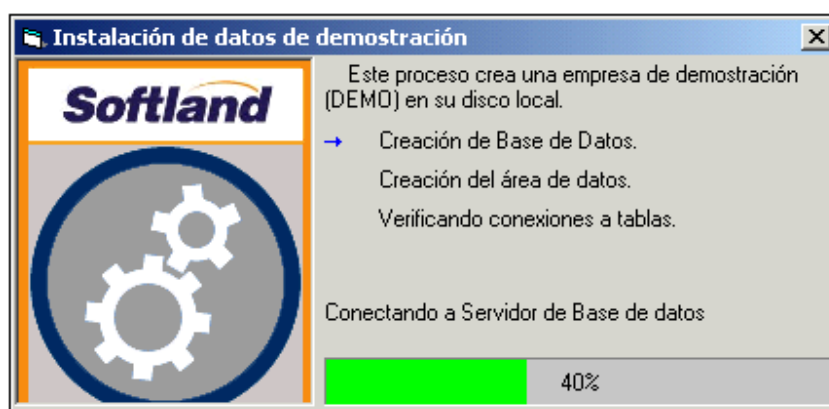 Instalación de datos de demostración
Softland
Este proceso crea una empresa de demostración
(DEMO) en su disco local.
→ Creación de Base de Datos.
Creación del área de datos.
Verificando conexiones a tablas.
Conectando a Servidor de Base de datos
40%